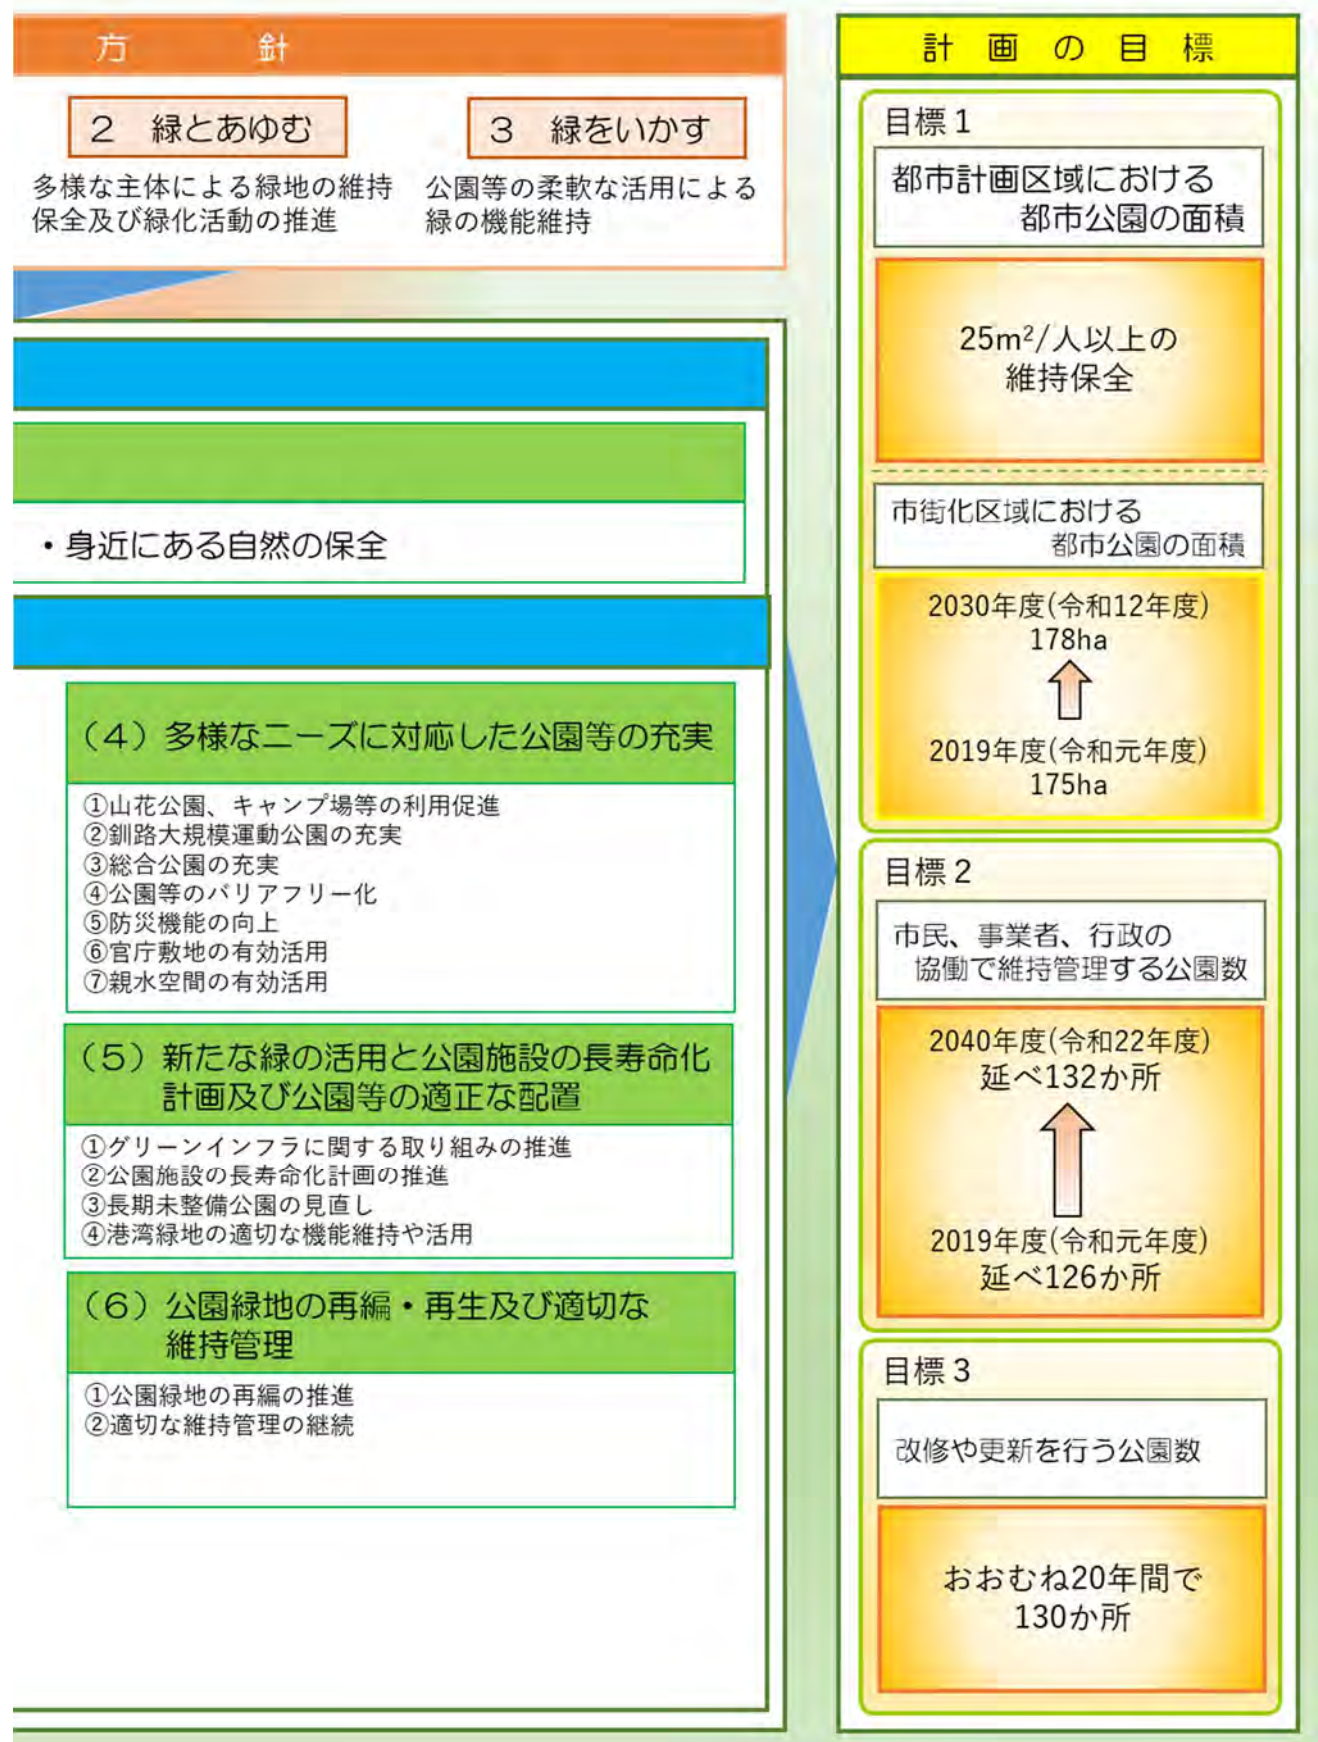 方　針
２　緑とあゆむ
多様な主体による緑地の維持
保全及び緑化活動の推進
３　緑をいかす
公園等の柔軟な活用による
緑の機能維持
・身近にある自然の保全
（４）多様なニーズに対応した公園等の充実
①山花公園、キャンプ場等の利用促進
②釧路大規模運動公園の充実
③総合公園の充実
④公園等のバリアフリー化
⑤防災機能の向上
⑥官庁敷地の有効活用
⑦親水空間の有効活用
（５）新たな緑の活用と公園施設の長寿命化
計画及び公園等の適正な配置
①グリーンインフラに関する取り組みの推進
②公園施設の長寿命化計画の推進
③長期未整備公園の見直し
④港湾緑地の適切な機能維持や活用
（６）公園緑地の再編・再生及び適切な
維持管理
①公園緑地の再編の推進
②適切な維持管理の継続
計画の目標
目標１
都市計画区域における
都市公園の面積
25m²/人以上の
維持保全
市街化区域における
都市公園の面積
2030年度(令和12年度)
178ha
2019年度(令和元年度)
175ha
目標２
市民、事業者、行政の
協働で維持管理する公園数
2040年度(令和22年度)
延べ132か所
2019年度(令和元年度)
延べ126か所
目標３
改修や更新を行う公園数
おおむね20年間で
130か所